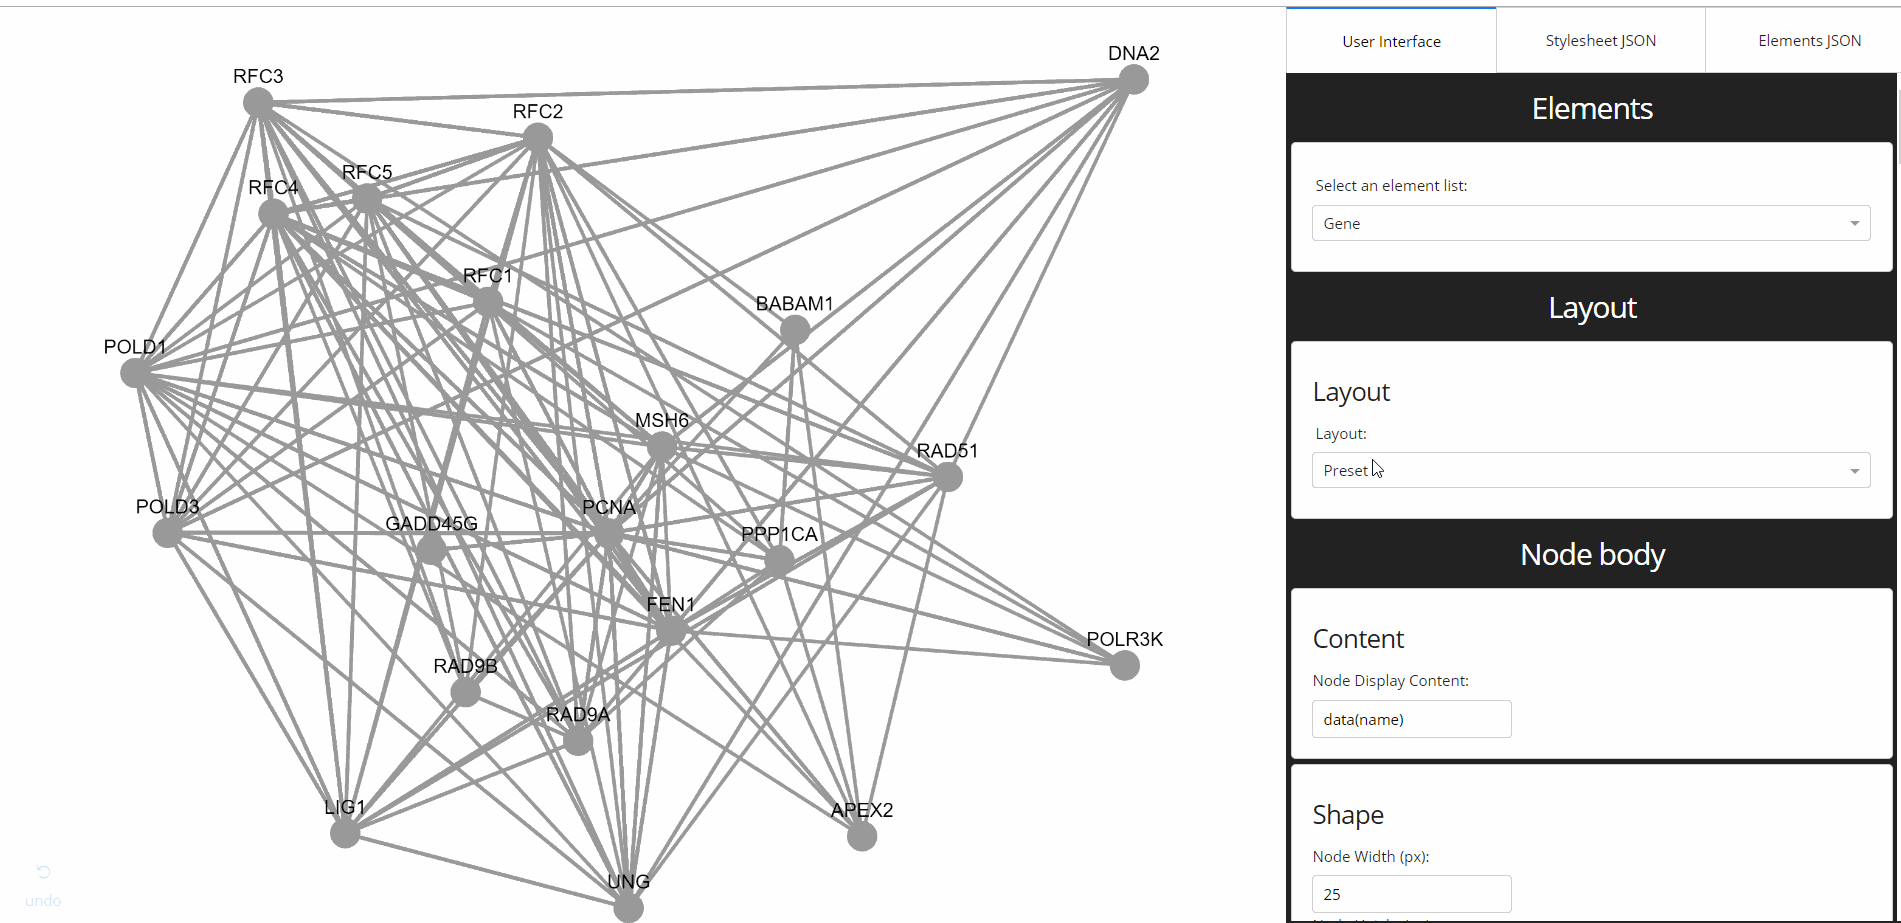 User Interface
Stylesheet JSON
Elements JSON
DNA2
RFC3
RFC2
RFC5
RFC4
RFC1
BABAM1
POLD1
MSH6
RAD51
POLD3
PCNA
GADD45G
PPP1CA
FEN1
POLR3K
RAD9B
RAD9A
LIG1
APEX2
UNG
undo
Elements
Select an element list:
Gene
Layout
Layout
Layout:
Preset
Node body
Content
Node Display Content:
data(name)
Shape
Node Width (px):
25